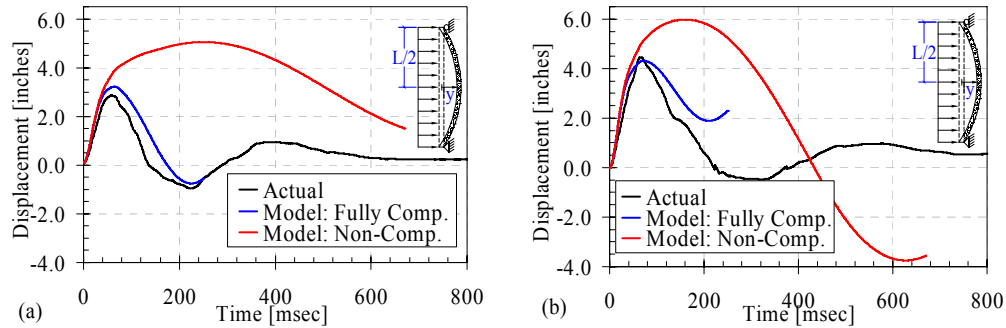 6.0
4.0
2.0
0.0
-2.0
-4.0
Displacement [inches]
L/2
y
Actual
Model: Fully Comp.
Model: Non-Comp.
0 200 400 600 800
Time [msec]
(a)
6.0
4.0
2.0
0.0
-2.0
-4.0
Displacement [inches]
L/2
y
Actual
Model: Fully Comp.
Model: Non-Comp.
0 200 400 600 800
Time [msec]
(b)